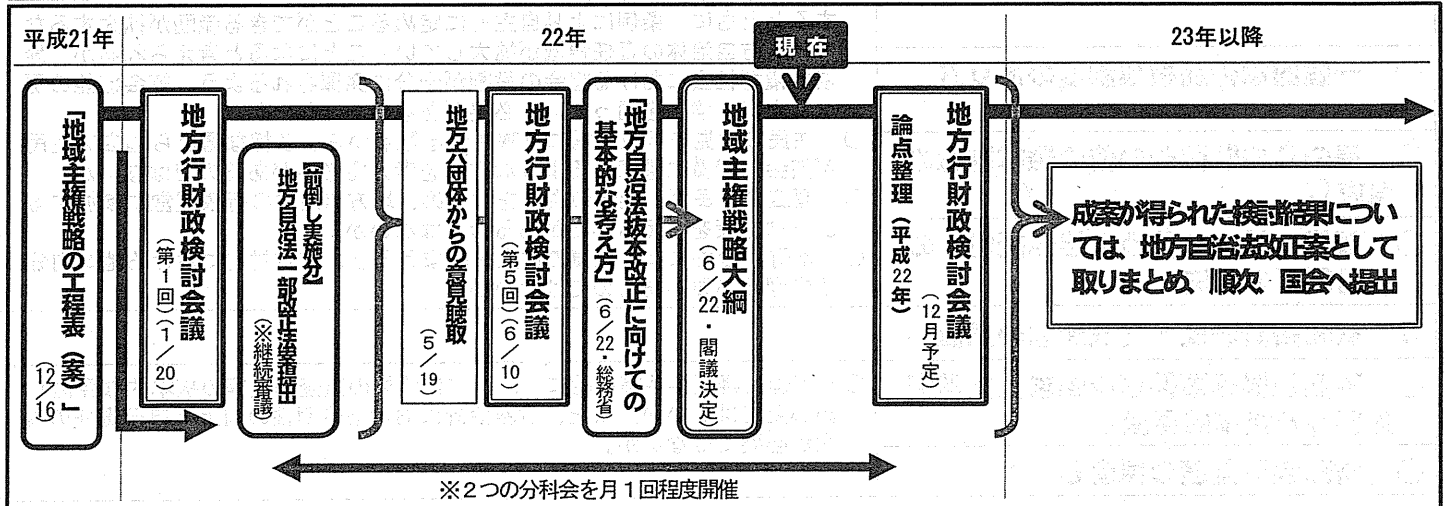 平成21年
22年
現在
23年以降
「地域主権戦略の工程表(案)」
(12/16)
地方行財政検討会議
(第1回)(1/20)
【前倒し実施分】
地方自治法一部改正法案提出
(※継続審議)
地方六団体からの意見聴取
(5/19)
地方行財政検討会議
(第5回)(6/10)
「地方自治法抜本改正に向けての
基本的な考え方」(6/22・総務省)
地域主権戦略大綱
(6/22・閣議決定)
地方行財政検討会議
(12月予定)
論点整理(平成22年)
成案が得られた検討結果につい
ては、地方自治法改正案として
取りまとめ、順次、国会へ提出
※2つの分科会を月1回程度開催